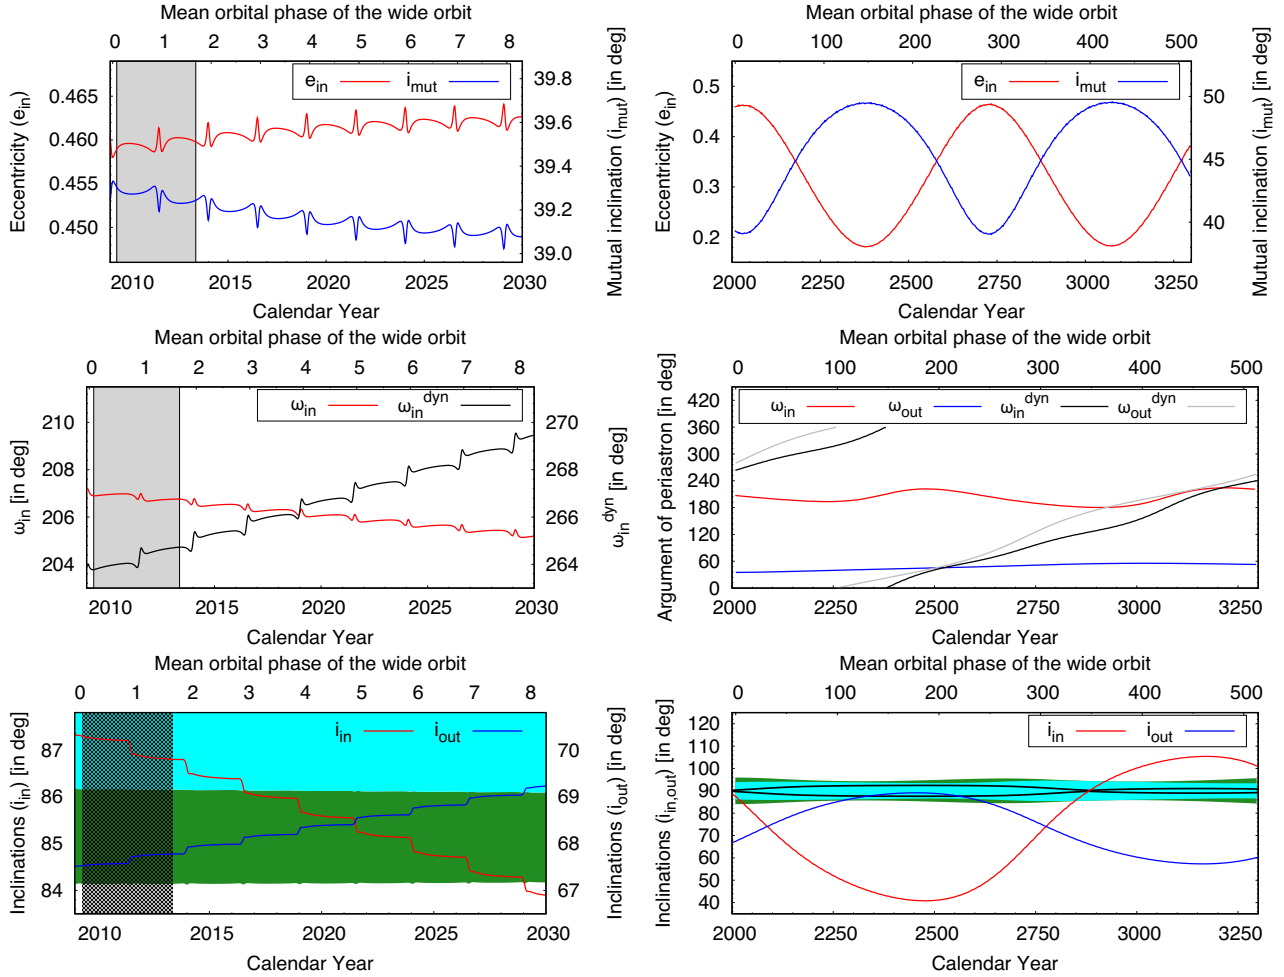 Mean orbital phase of the wide orbit
0 1 2 3 4 5 6 7 8
e_in i_mut
Eccentricity (e_in)
0.465
0.460
0.455
0.450
39.8
39.6
39.4
39.2
39.0
Mutual inclination (i_mut) [in deg]
2010 2015 2020 2025 2030
Calendar Year
Mean orbital phase of the wide orbit
0 100 200 300 400 500
e_in i_mut
Eccentricity (e_in)
0.5
0.4
0.3
0.2
50
45
40
Mutual inclination (i_mut) [in deg]
2000 2250 2500 2750 3000 3250
Calendar Year
Mean orbital phase of the wide orbit
0 1 2 3 4 5 6 7 8
ω_in ω_in^dyn
ω_in [in deg]
210
208
206
204
270
268
266
264
ω_in^dyn [in deg]
2010 2015 2020 2025 2030
Calendar Year
Mean orbital phase of the wide orbit
0 100 200 300 400 500
ω_in ω_out ω_in^dyn ω_out^dyn
Argument of periastron [in deg]
420
360
300
240
180
120
60
0
2000 2250 2500 2750 3000 3250
Calendar Year
Mean orbital phase of the wide orbit
0 1 2 3 4 5 6 7 8
i_in i_out
Inclinations (i_in) [in deg]
87
86
85
84
70
69
68
67
Inclinations (i_out) [in deg]
2010 2015 2020 2025 2030
Calendar Year
Mean orbital phase of the wide orbit
0 100 200 300 400 500
i_in i_out
Inclinations (i_in,out) [in deg]
120
110
100
90
80
70
60
50
40
2000 2250 2500 2750 3000 3250
Calendar Year